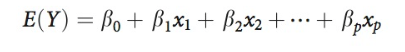 E(Y) = β₀ + β₁x₁ + β₂x₂ + ⋯ + βₚxₚ